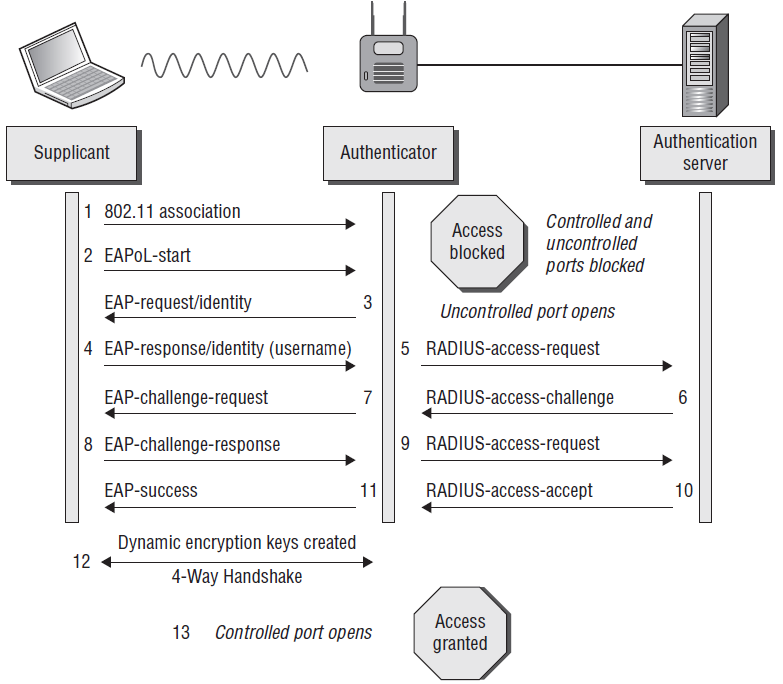 Supplicant
Authenticator
Authentication
server
1 802.11 association
Access
blocked
Controlled and
uncontrolled
ports blocked
2 EAPoL-start
EAP-request/identity 3
Uncontrolled port opens
4 EAP-response/identity (username)
5 RADIUS-access-request
EAP-challenge-request 7
RADIUS-access-challenge 6
8 EAP-challenge-response
9 RADIUS-access-request
EAP-success 11
RADIUS-access-accept 10
Dynamic encryption keys created
12
4-Way Handshake
13 Controlled port opens
Access
granted